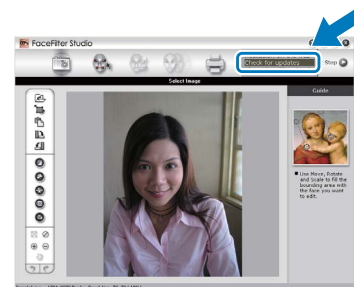 FaceFilter Studio
Check for updates
Step
Select Image
Guide
Use Move, Rotate
and Scale to fill the
bounding area with
the face you want
to edit.